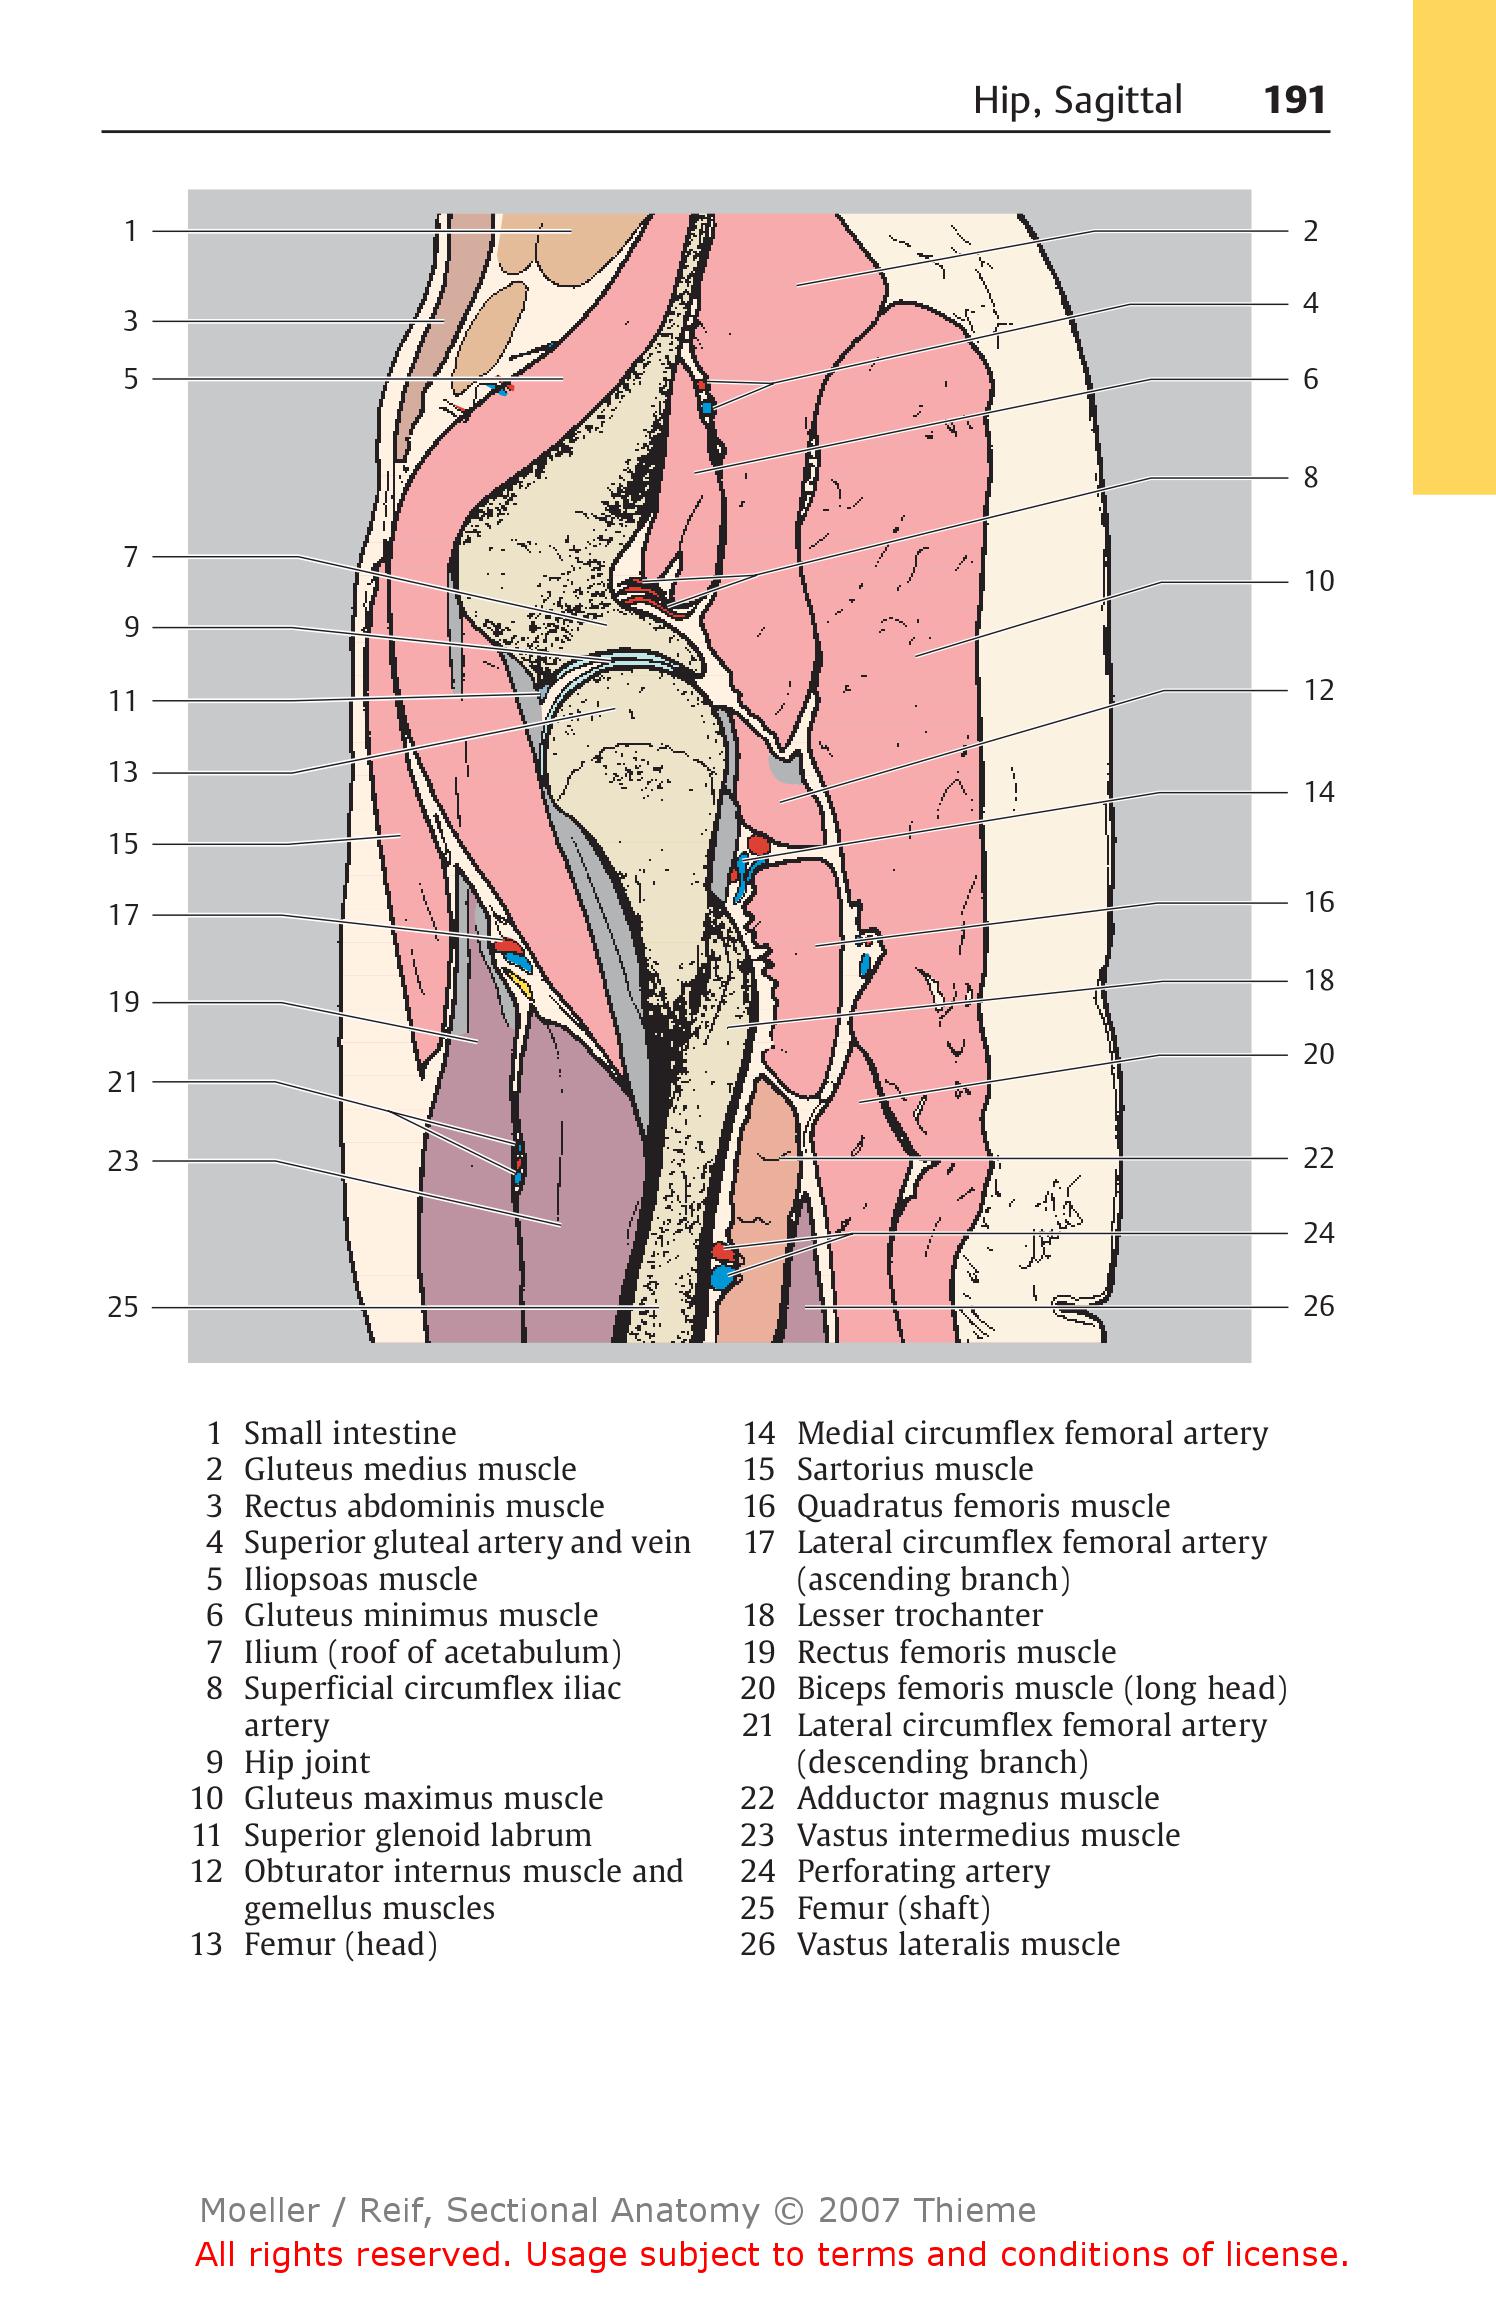 Hip, Sagittal 191
1
2
3
4
5
6
7
8
9
10
11
12
13
14
15
16
17
18
19
20
21
22
23
24
25
26
1 Small intestine
2 Gluteus medius muscle
3 Rectus abdominis muscle
4 Superior gluteal artery and vein
5 Iliopsoas muscle
6 Gluteus minimus muscle
7 Ilium (roof of acetabulum)
8 Superficial circumflex iliac
artery
9 Hip joint
10 Gluteus maximus muscle
11 Superior glenoid labrum
12 Obturator internus muscle and
gemellus muscles
13 Femur (head)
14 Medial circumflex femoral artery
15 Sartorius muscle
16 Quadratus femoris muscle
17 Lateral circumflex femoral artery
(ascending branch)
18 Lesser trochanter
19 Rectus femoris muscle
20 Biceps femoris muscle (long head)
21 Lateral circumflex femoral artery
(descending branch)
22 Adductor magnus muscle
23 Vastus intermedius muscle
24 Perforating artery
25 Femur (shaft)
26 Vastus lateralis muscle
Moeller / Reif, Sectional Anatomy © 2007 Thieme
All rights reserved. Usage subject to terms and conditions of license.